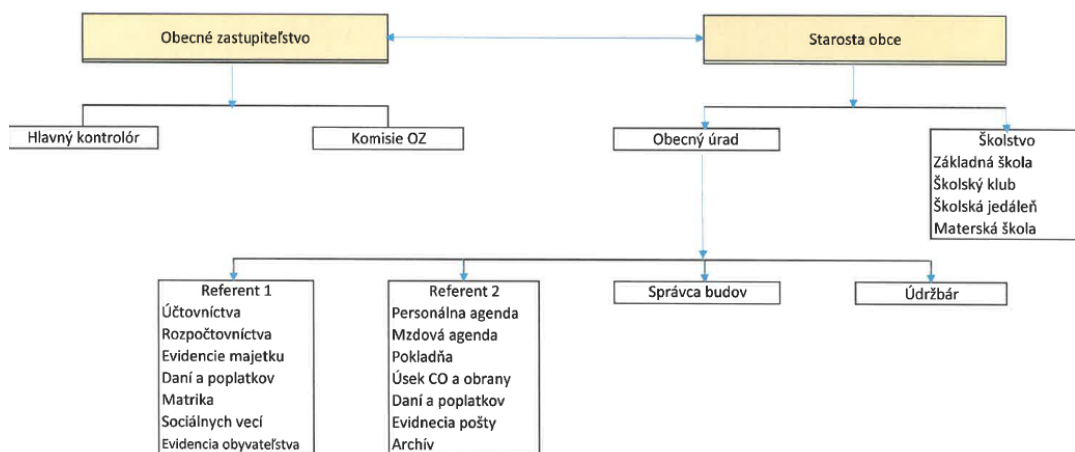 Obecné zastupiteľstvo
Starosta obce
Hlavný kontrolór
Komisie OZ
Obecný úrad
Školstvo
Základná škola
Školský klub
Školská jedáleň
Materská škola
Referent 1
Účtovníctva
Rozpočtovníctva
Evidencie majetku
Daní a poplatkov
Matrika
Sociálnych vecí
Evidencia obyvateľstva
Referent 2
Personálna agenda
Mzdová agenda
Pokladňa
Úsek CO a obrany
Daní a poplatkov
Evidnecia pošty
Archív
Správca budov
Údržbár